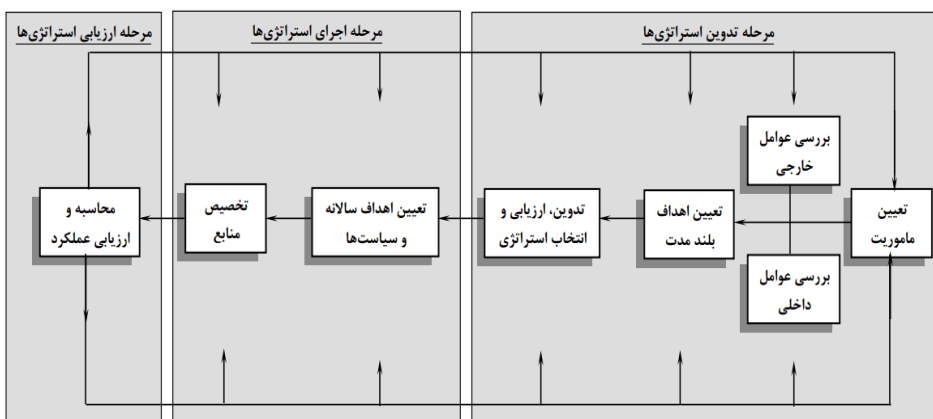 مرحله تدوین استراتژی‌ها
مرحله اجرای استراتژی‌ها
مرحله ارزیابی استراتژی‌ها
تعیین
ماموریت
بررسی عوامل
خارجی
بررسی عوامل
داخلی
تعیین اهداف
بلند مدت
تدوین، ارزیابی و
انتخاب استراتژی
تعیین اهداف سالانه
و سیاست‌ها
تخصیص
منابع
محاسبه و
ارزیابی عملکرد